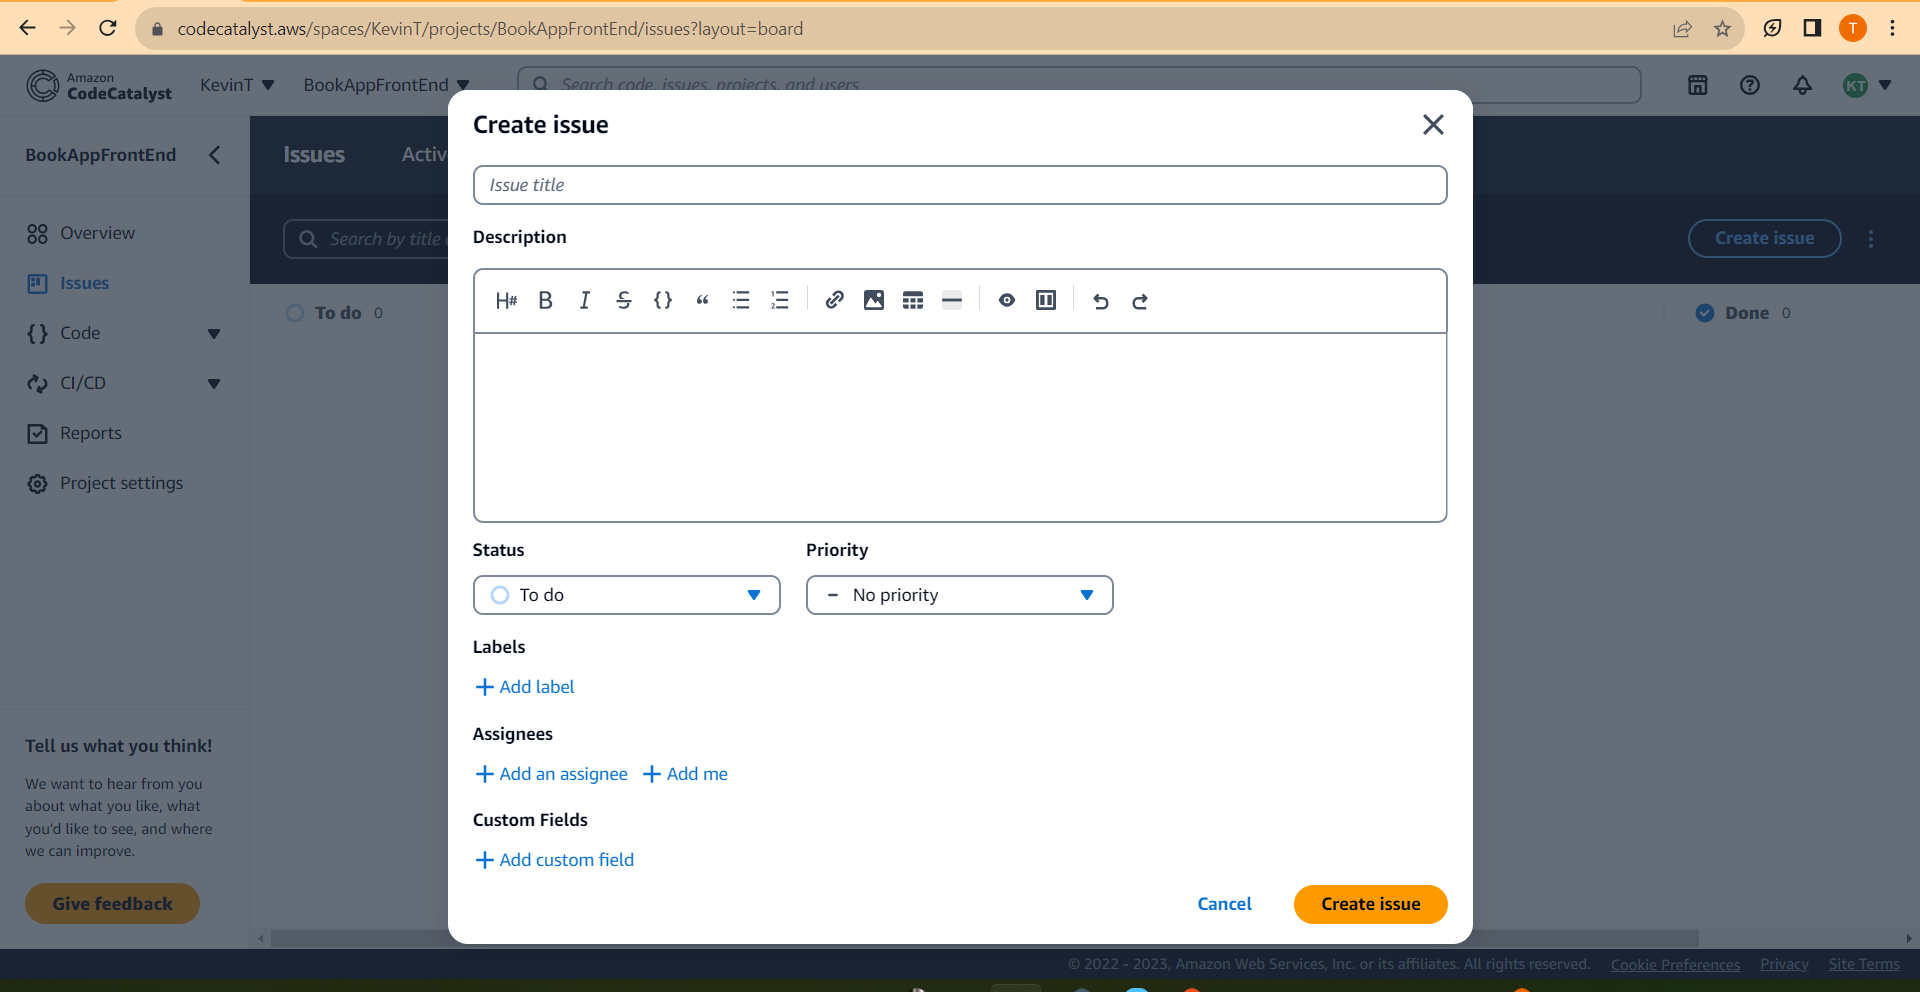 codecatalyst.aws/spaces/KevinT/projects/BookAppFrontEnd/issues?layout=board
T
Amazon
CodeCatalyst
KevinT
BookAppFrontEnd
Search code, issues, projects, and users
KT
BookAppFrontEnd
Overview
Issues
Code
CI/CD
Reports
Project settings
Tell us what you think!
We want to hear from you
about what you like, what
you'd like to see, and where
we can improve.
Give feedback
Issues
Activ
Search by title
Create issue
To do 0
Done 0
Create issue
Issue title
Description
H#
B
I
S
{}
Status
Priority
To do
No priority
Labels
Add label
Assignees
Add an assignee
Add me
Custom Fields
Add custom field
Cancel
Create issue
© 2022 - 2023, Amazon Web Services, Inc. or its affiliates. All rights reserved.
Cookie Preferences
Privacy
Site Terms